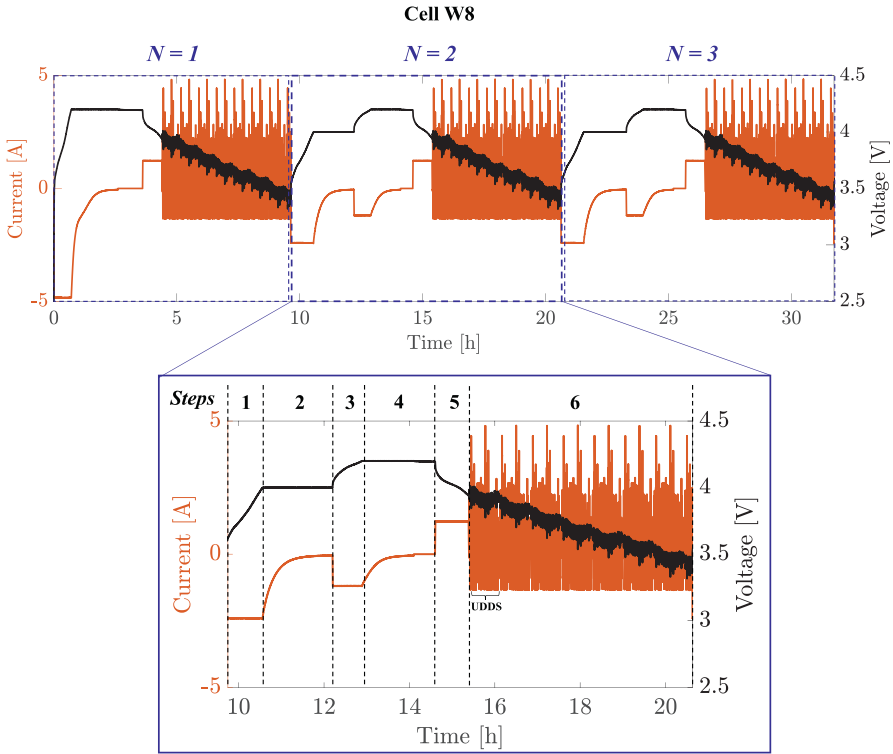 Cell W8
N = 1 N = 2 N = 3
5 4.5
4
0 3.5
3
-5 2.5
Current [A]
Voltage [V]
0 5 10 15 20 25 30
Time [h]
Steps 1 2 3 4 5 6
5 4.5
4
0 3.5
3
-5 2.5
Current [A]
Voltage [V]
UDDS
10 12 14 16 18 20
Time [h]